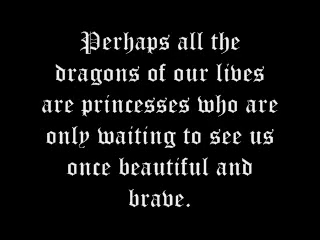 Perhaps all the
dragons of our lives
are princesses who are
only waiting to see us
once beautiful and
brave.